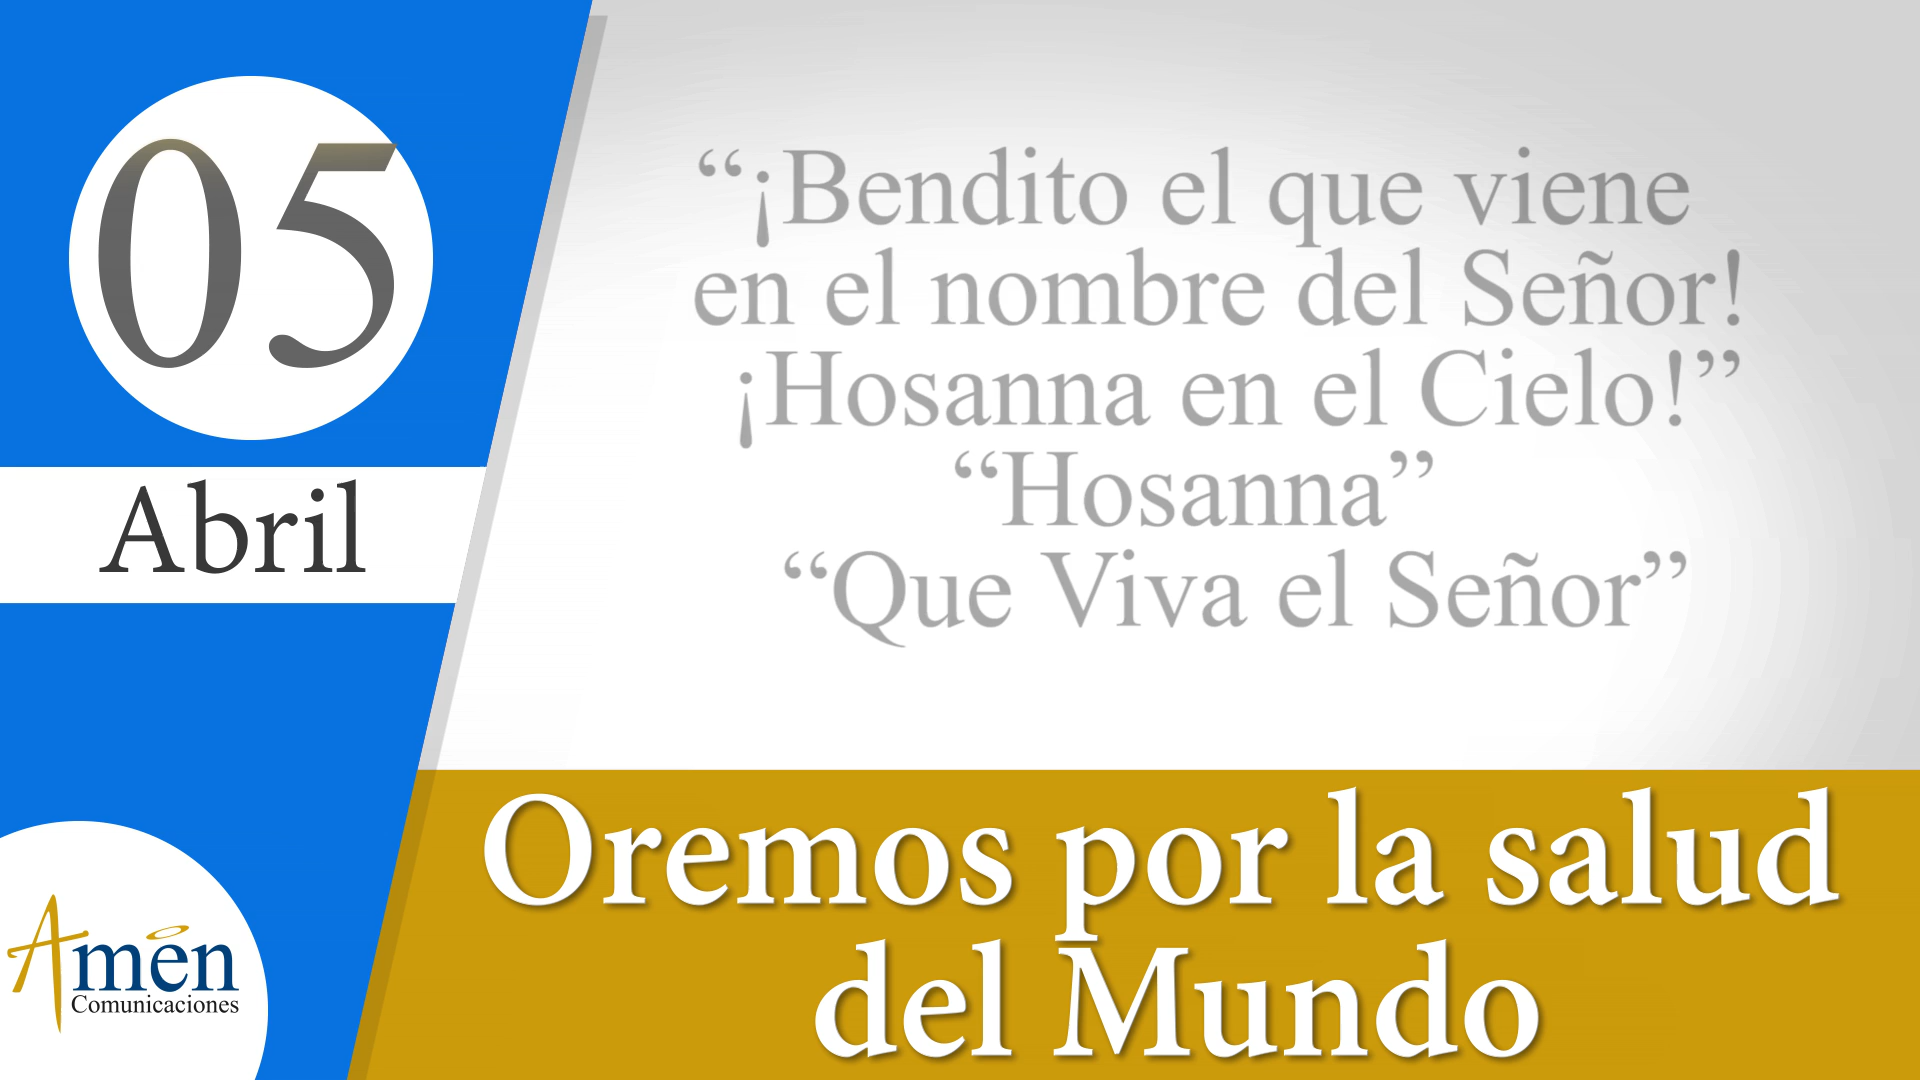 05
Abril
“¡Bendito el que viene
en el nombre del Señor!
¡Hosanna en el Cielo!”
“Hosanna”
“Que Viva el Señor”
Oremos por la salud
del Mundo
Amén
Comunicaciones